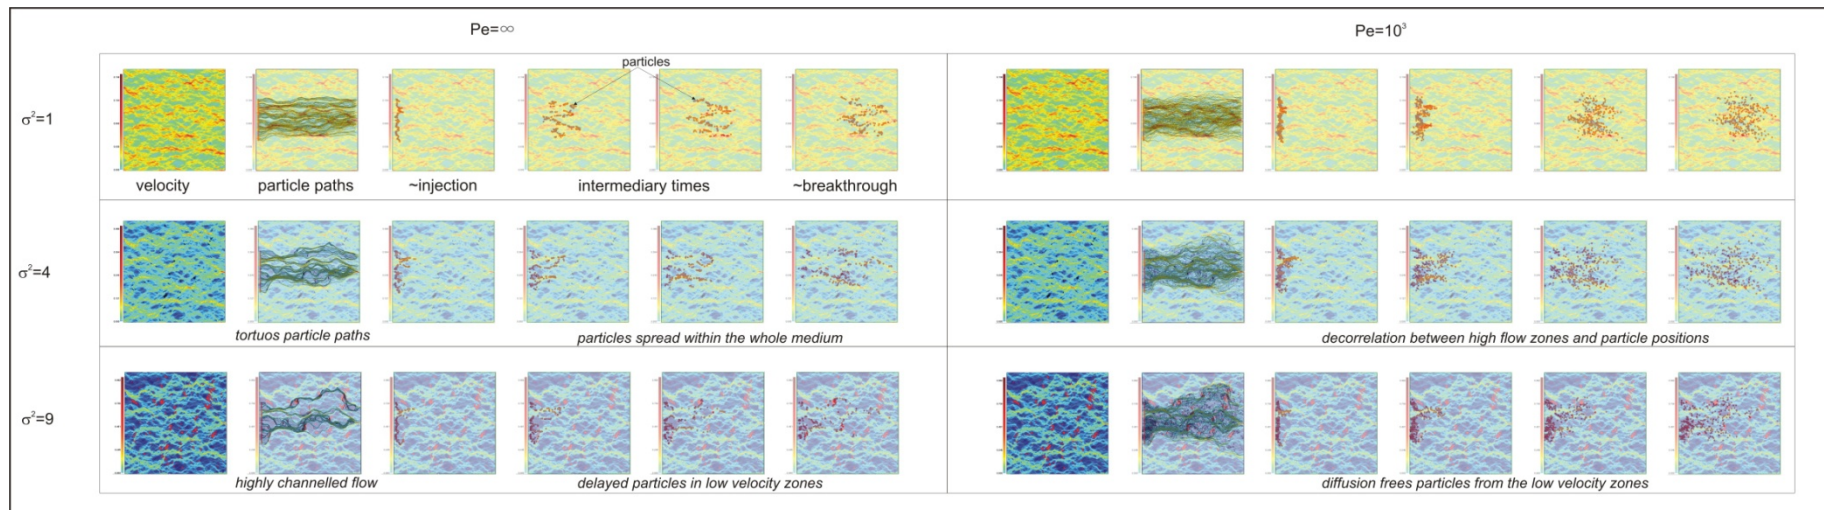 Pe=∞
Pe=10³
particles
σ²=1
velocity
particle paths
~injection
intermediary times
~breakthrough
σ²=4
tortuos particle paths
particles spread within the whole medium
decorrelation between high flow zones and particle positions
σ²=9
highly channelled flow
delayed particles in low velocity zones
diffusion frees particles from the low velocity zones